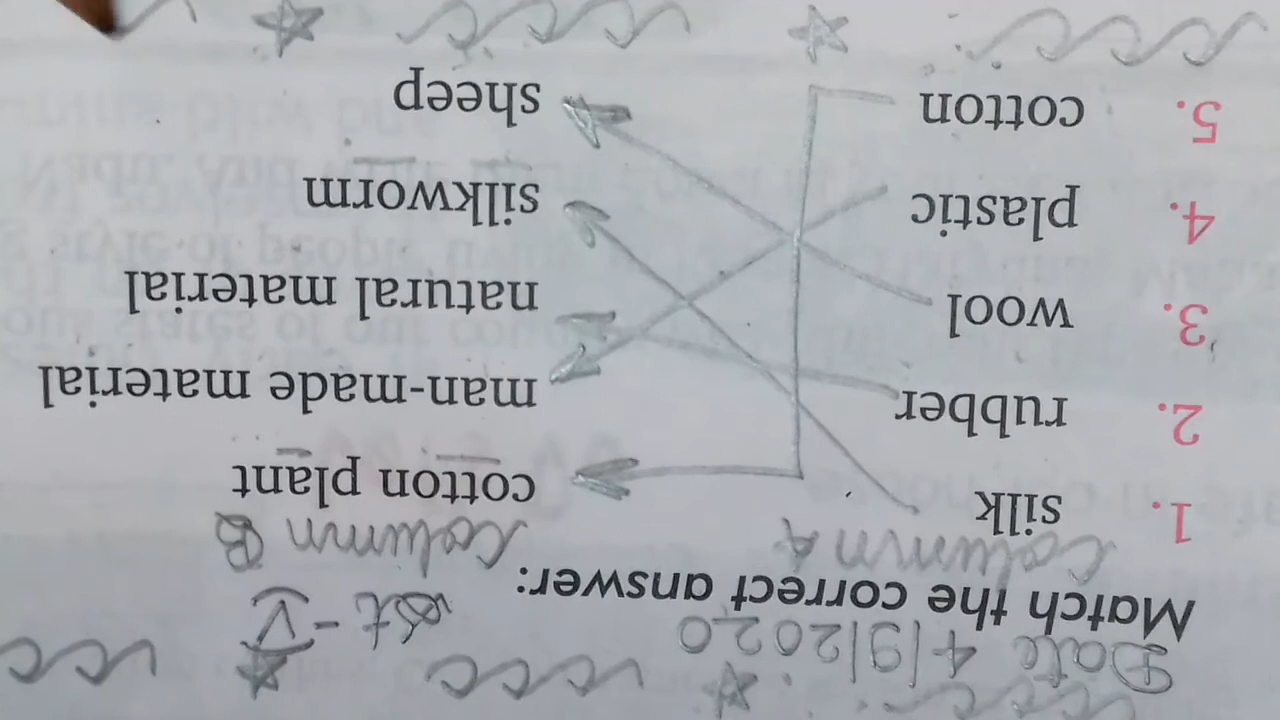 Date 4/9/2020
Match the correct answer: st - V
Column A Column B
1. silk cotton plant
2. rubber man-made material
3. wool natural material
4. plastic silkworm
5. cotton sheep